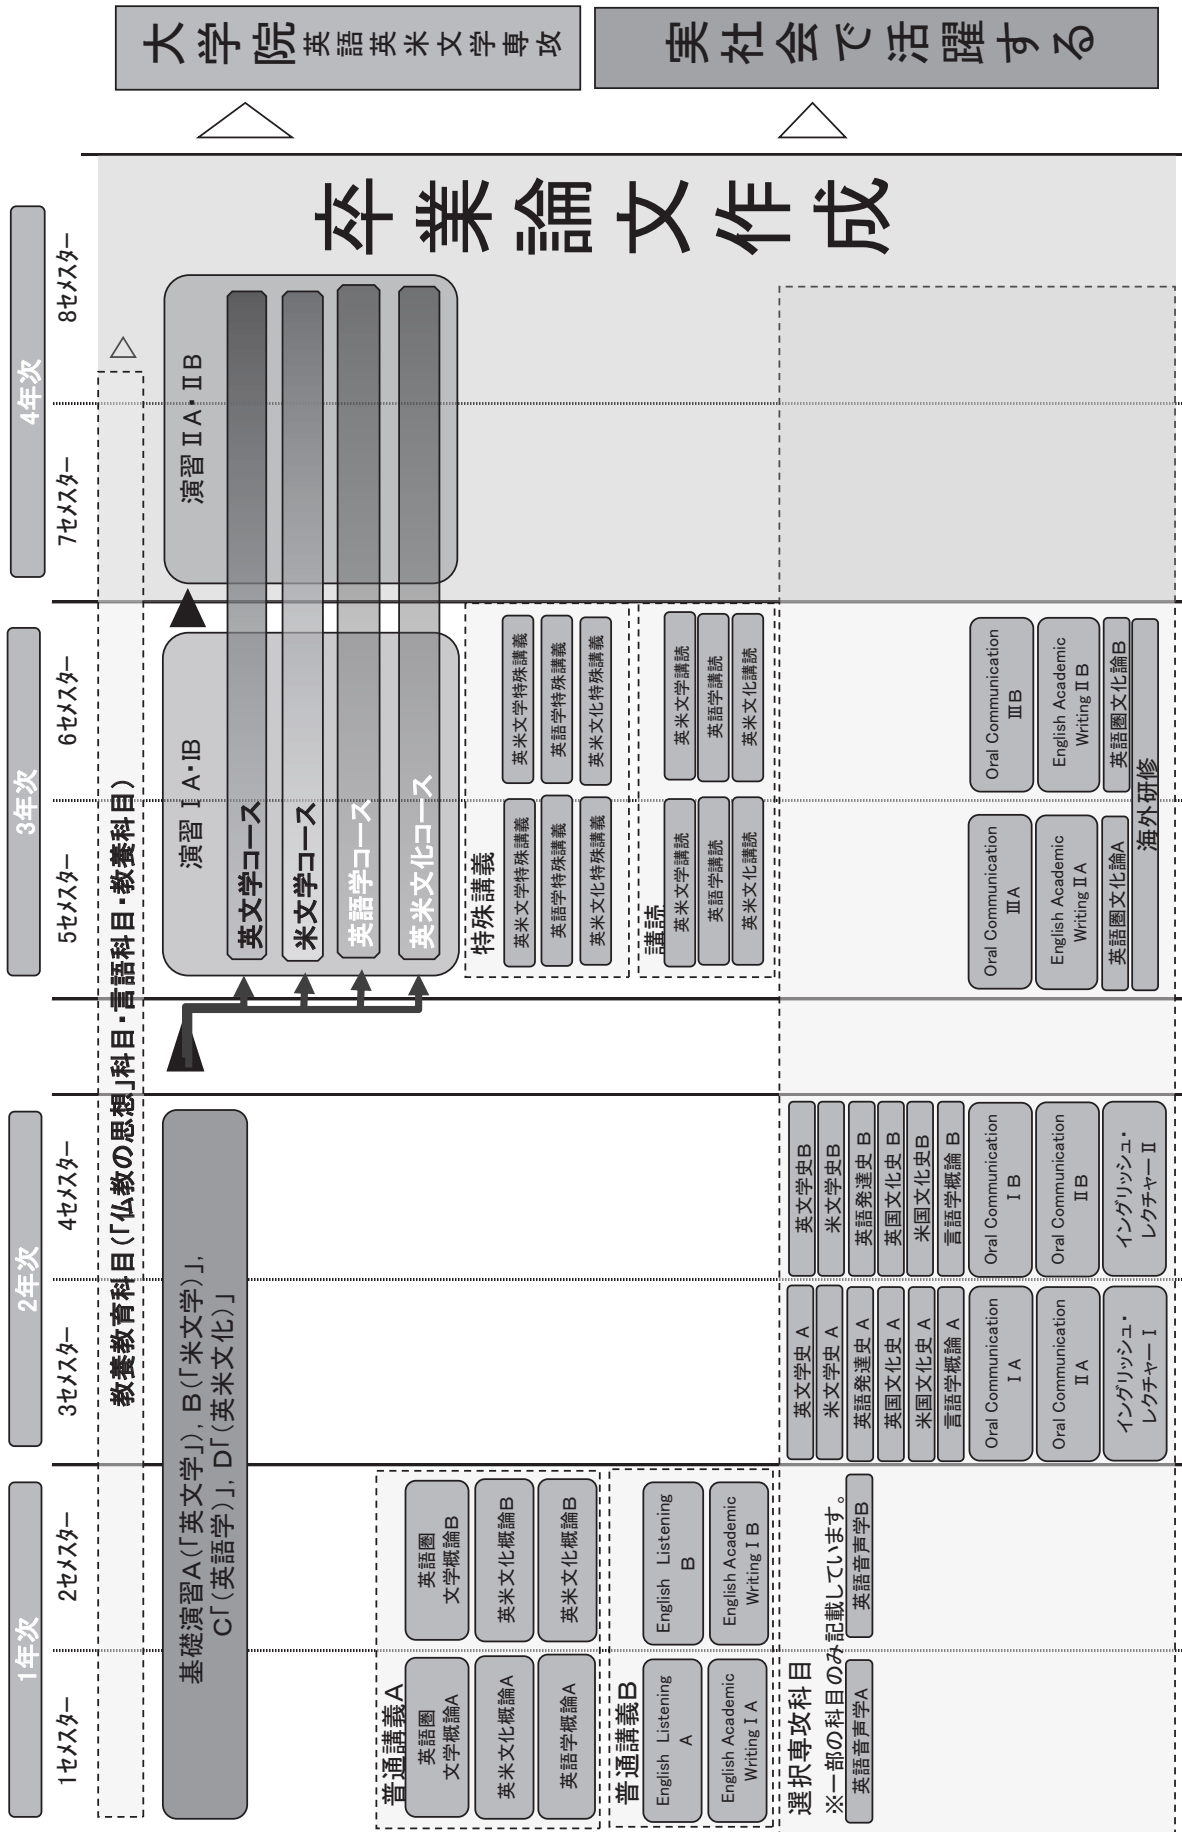 1年次
2年次
3年次
4年次
1セメスター
2セメスター
3セメスター
4セメスター
5セメスター
6セメスター
7セメスター
8セメスター
教養教育科目(「仏教の思想」科目・言語科目・教養科目)
基礎演習A(「英文学」), B(「米文学)」,
C「(英語学)」, D「(英米文化)」
演習 Ⅰ A・ⅠB
演習 ⅡA・ⅡB
英文学コース
米文学コース
英語学コース
英米文化コース
普通講義A
英語圏
文学概論A
英語圏
文学概論B
英米文化概論A
英米文化概論B
英語学概論A
英米文化概論B
特殊講義
英米文学特殊講義
英米文学特殊講義
英語学特殊講義
英語学特殊講義
英米文化特殊講義
英米文化特殊講義
普通講義B
English Listening
A
English Listening
B
English Academic
Writing Ⅰ A
English Academic
Writing Ⅰ B
講読
英米文学講読
英米文学講読
英語学講読
英語学講読
英米文化講読
英米文化講読
選択専攻科目
※一部の科目のみ記載しています。
英語音声学A
英語音声学B
英文学史 A
英文学史B
米文学史 A
米文学史B
英語発達史 A
英語発達史 B
英国文化史 A
英国文化史 B
米国文化史 A
米国文化史B
言語学概論 A
言語学概論 B
Oral Communication
Ⅰ A
Oral Communication
Ⅰ B
Oral Communication
Ⅲ A
Oral Communication
Ⅲ B
Oral Communication
Ⅱ A
Oral Communication
Ⅱ B
English Academic
Writing Ⅱ A
English Academic
Writing Ⅱ B
イングリッシュ・
レクチャー Ⅰ
イングリッシュ・
レクチャー Ⅱ
英語圏文化論A
英語圏文化論B
海外研修
卒業論文作成
大学院 英語英米文学専攻
実社会で活躍する